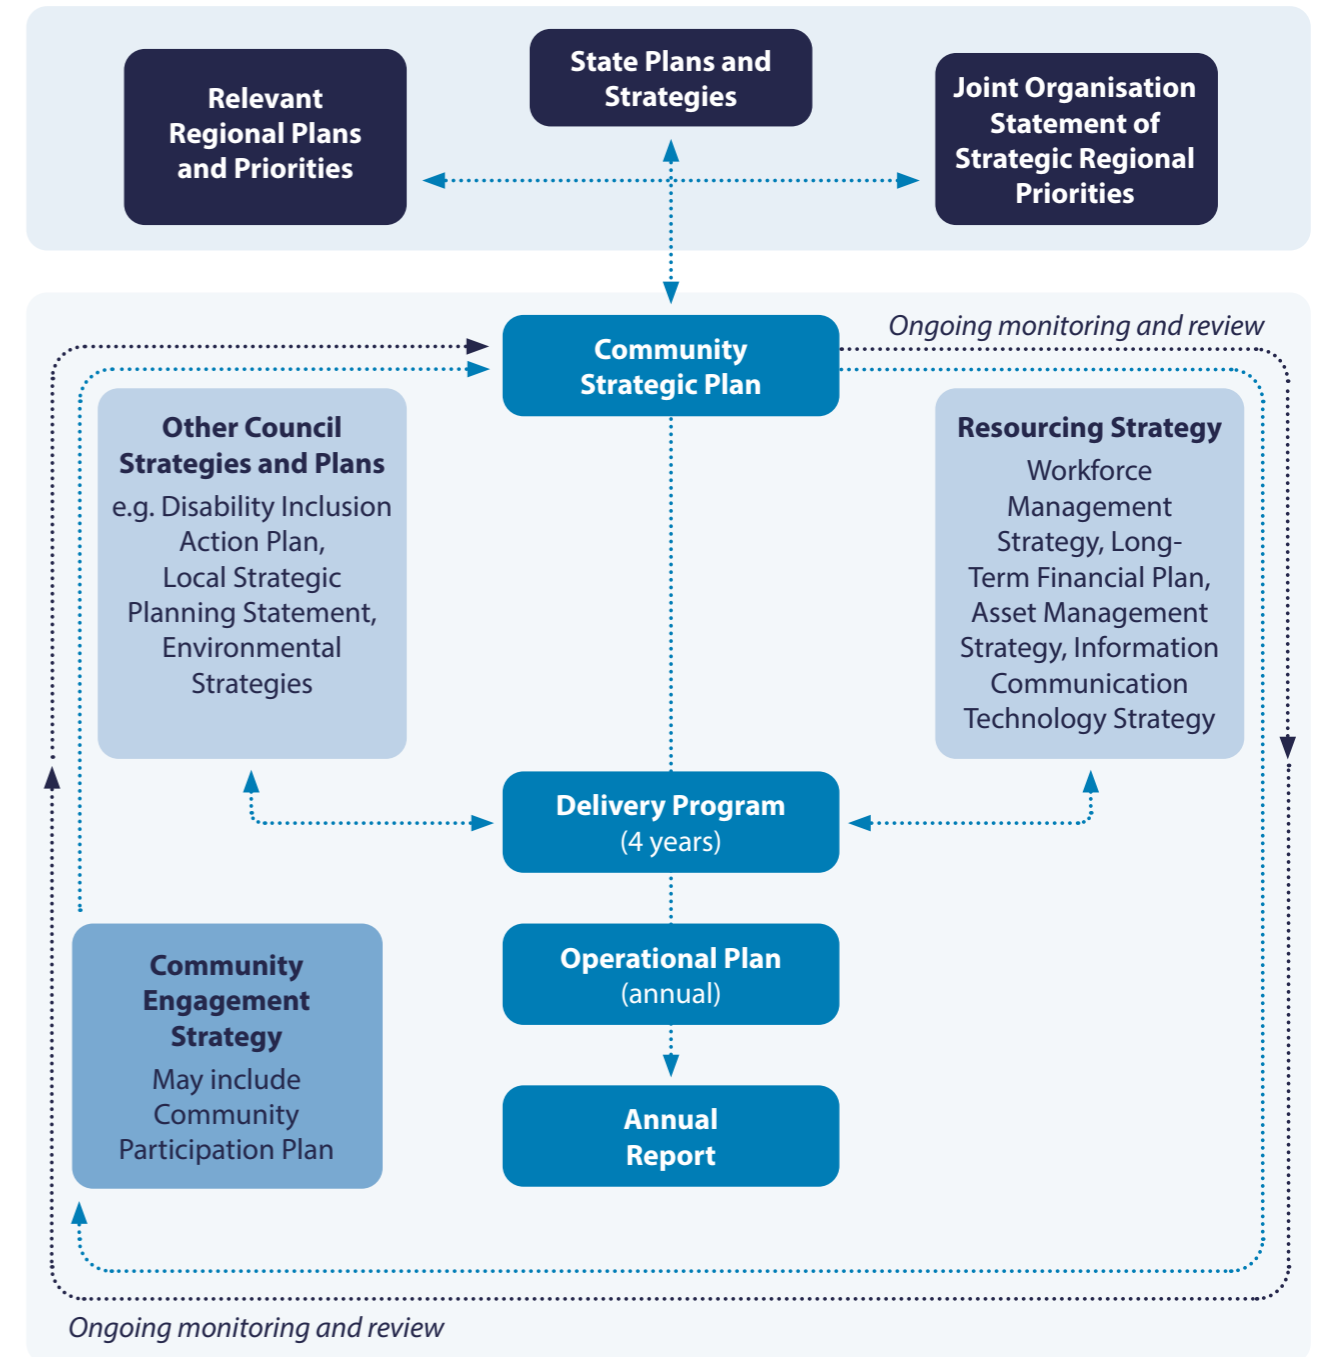 Relevant
Regional Plans
and Priorities
State Plans and
Strategies
Joint Organisation
Statement of
Strategic Regional
Priorities
Community
Strategic Plan
Ongoing monitoring and review
Other Council
Strategies and Plans
e.g. Disability Inclusion
Action Plan,
Local Strategic
Planning Statement,
Environmental
Strategies
Resourcing Strategy
Workforce
Management
Strategy, Long-
Term Financial Plan,
Asset Management
Strategy, Information
Communication
Technology Strategy
Delivery Program
(4 years)
Community
Engagement
Strategy
May include
Community
Participation Plan
Operational Plan
(annual)
Annual
Report
Ongoing monitoring and review